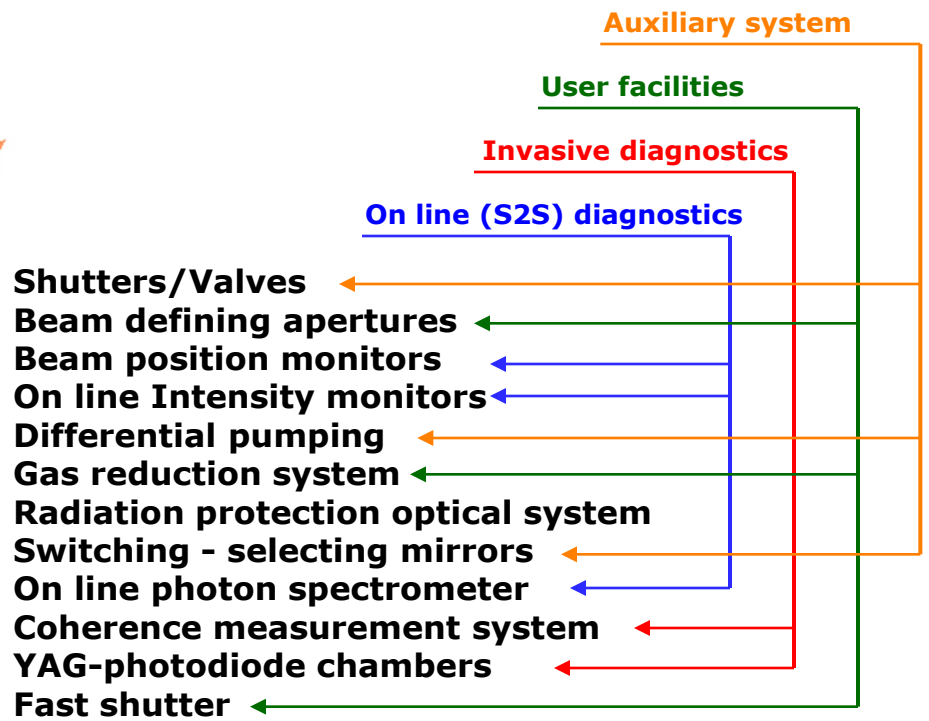 Auxiliary system
User facilities
Invasive diagnostics
On line (S2S) diagnostics
Shutters/Valves
Beam defining apertures
Beam position monitors
On line Intensity monitors
Differential pumping
Gas reduction system
Radiation protection optical system
Switching - selecting mirrors
On line photon spectrometer
Coherence measurement system
YAG-photodiode chambers
Fast shutter